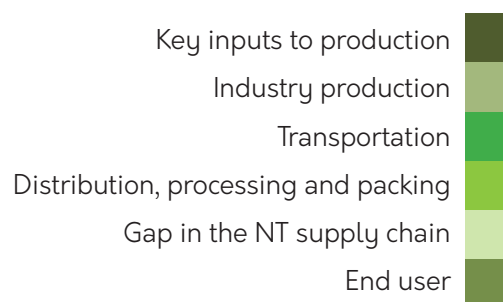 Key inputs to production
Industry production
Transportation
Distribution, processing and packing
Gap in the NT supply chain
End user